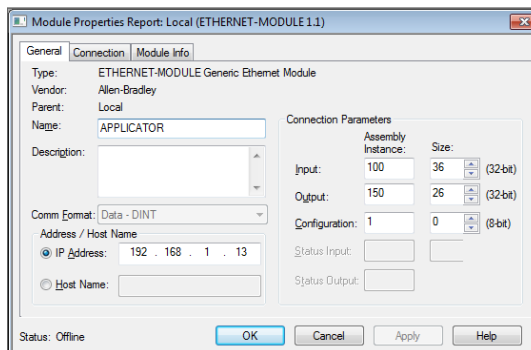 Module Properties Report: Local (ETHERNET-MODULE 1.1)
General Connection Module Info
Type: ETHERNET-MODULE Generic Ethernet Module
Vendor: Allen-Bradley
Parent: Local
Name: APPLICATOR
Description:
Comm Format: Data - DINT
Address / Host Name
IP Address: 192 . 168 . 1 . 13
Host Name:
Connection Parameters
Assembly
Instance: Size:
Input: 100 36 (32-bit)
Output: 150 26 (32-bit)
Configuration: 1 0 (8-bit)
Status Input:
Status Output:
Status: Offline OK Cancel Apply Help